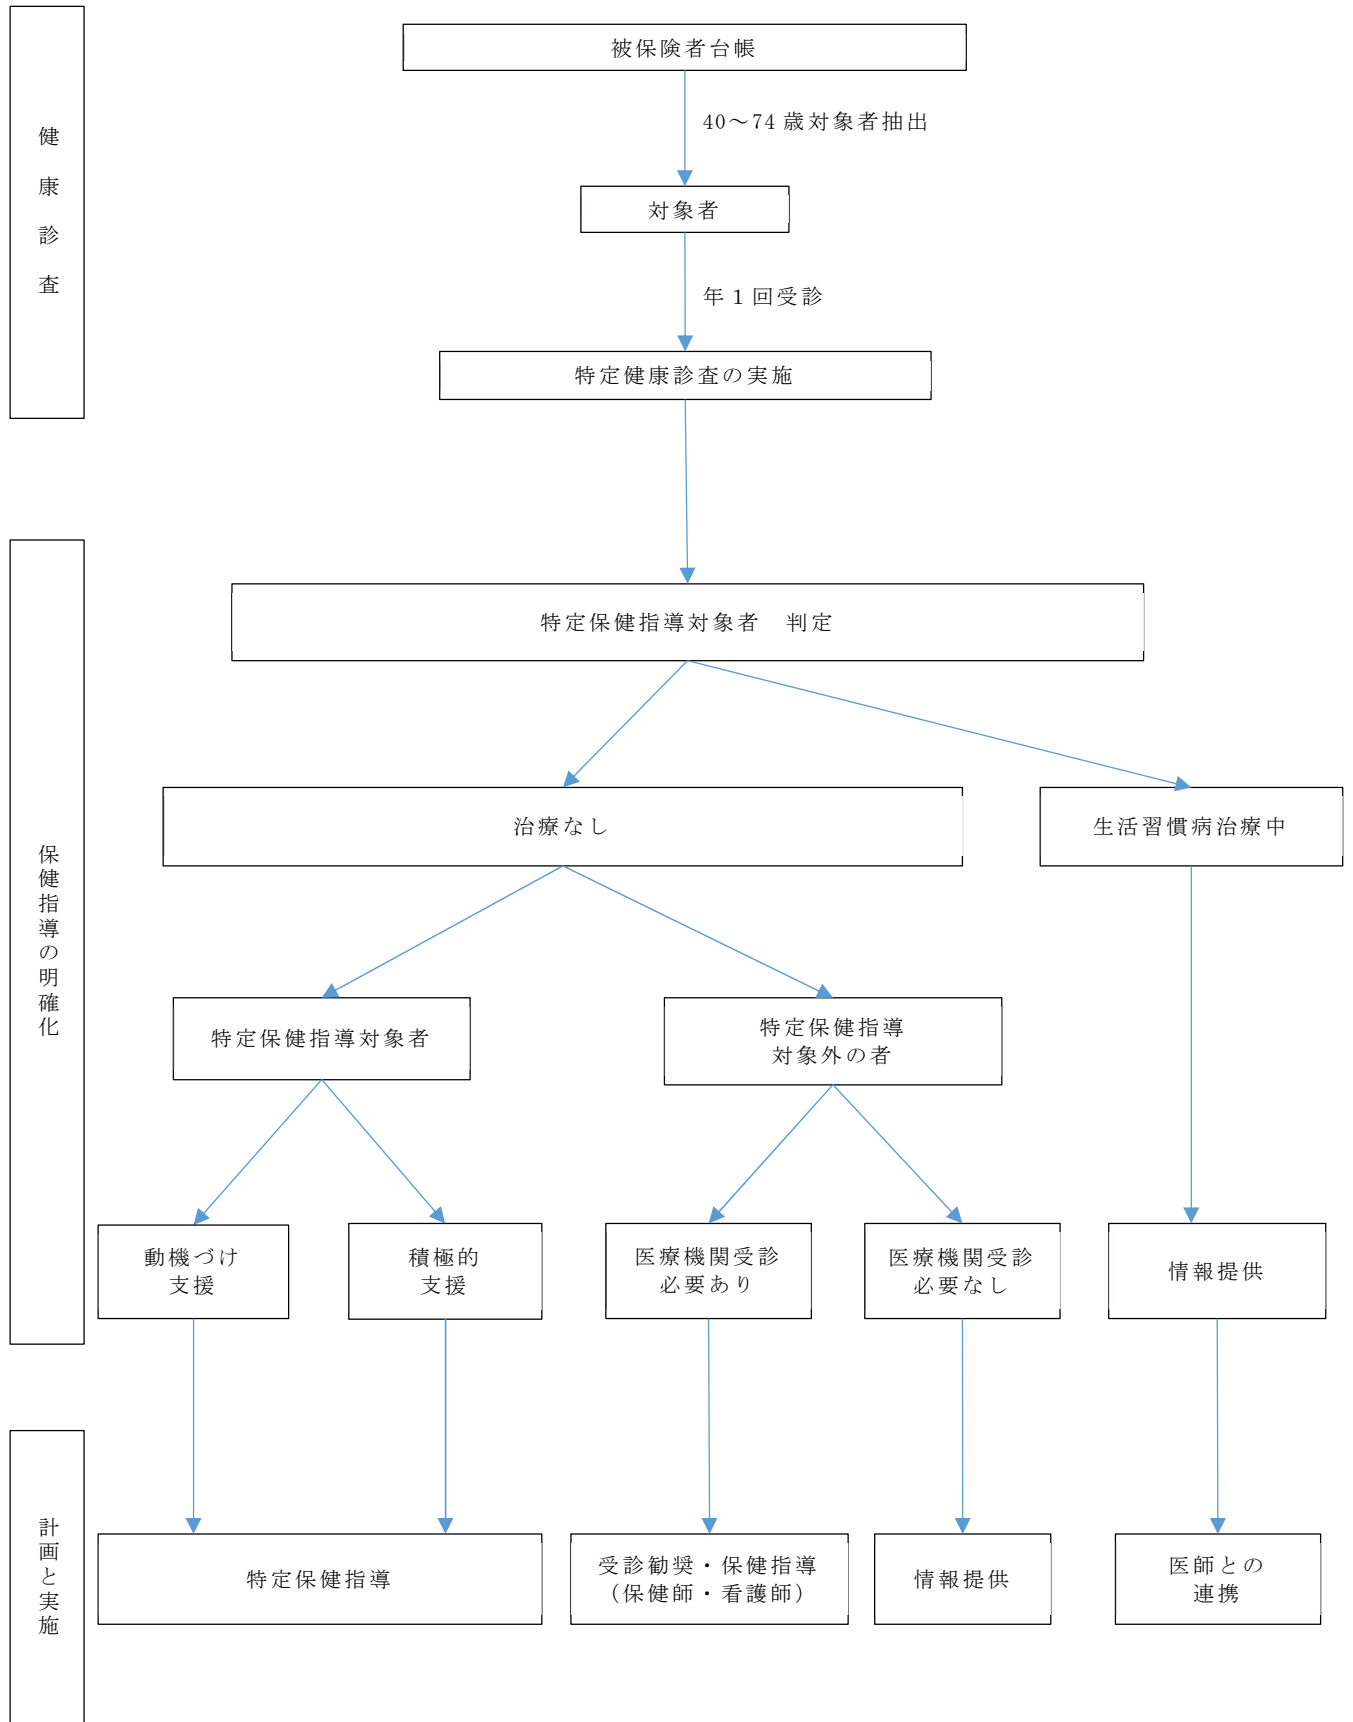 健康診査
被保険者台帳
40～74歳対象者抽出
対象者
年１回受診
特定健康診査の実施
保健指導の明確化
特定保健指導対象者　判定
治療なし
生活習慣病治療中
特定保健指導対象者
特定保健指導
対象外の者
動機づけ
支援
積極的
支援
医療機関受診
必要あり
医療機関受診
必要なし
情報提供
計画と実施
特定保健指導
受診勧奨・保健指導
（保健師・看護師）
情報提供
医師との
連携